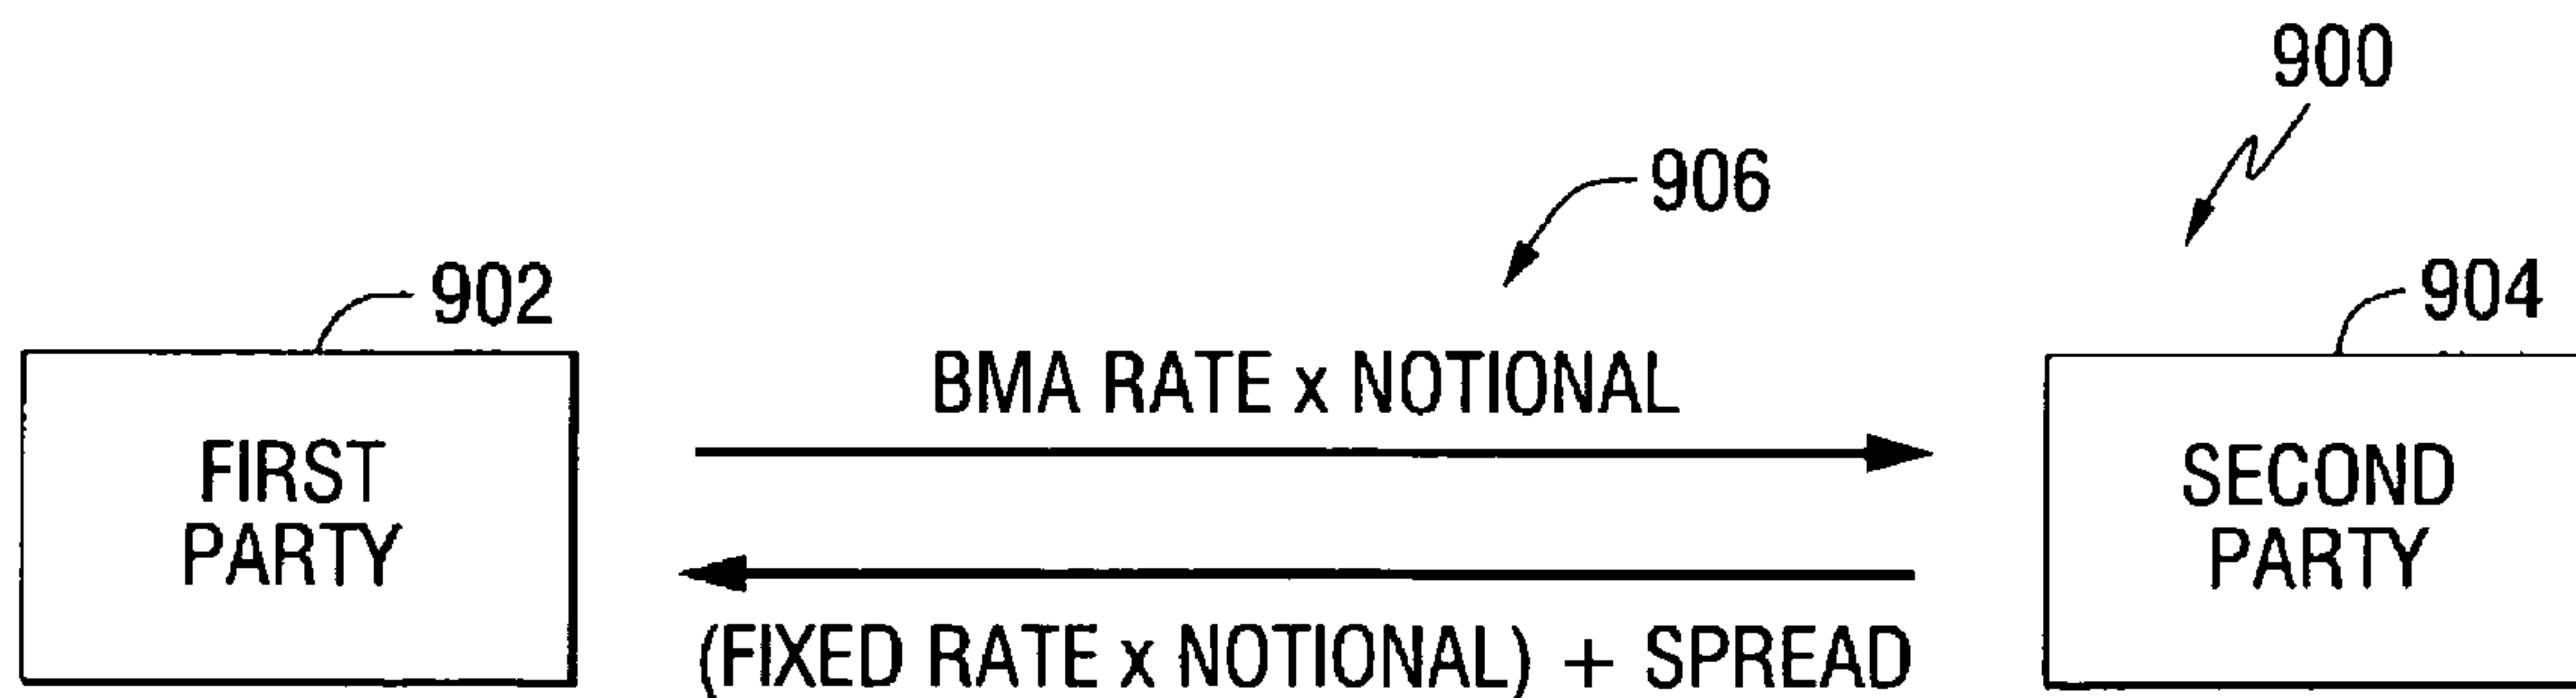 900
906
902
904
BMA RATE x NOTIONAL
FIRST
PARTY
SECOND
PARTY
(FIXED RATE x NOTIONAL) + SPREAD